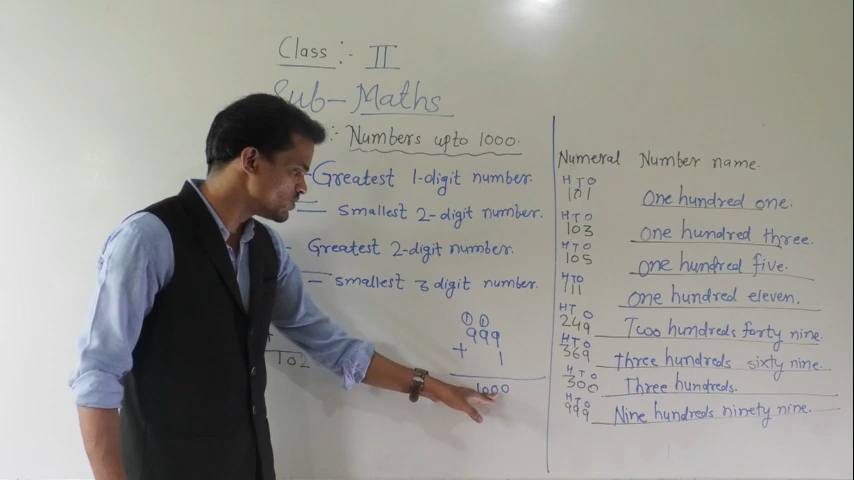 Class :- II
Sub- Maths
: Numbers upto 1000.
- Greatest 1-digit number.
= smallest 2-digit number.
- Greatest 2-digit number.
= smallest 3 digit number.
+
102
1 1
999
+ 1
1000
Numeral Number name.
H T O
101 One hundred one.
H T O
103 One hundred three.
H T O
105 One hundred five.
H T O
111 One hundred eleven.
H T O
249 Two hundreds forty nine.
H T O
369 Three hundreds sixty nine.
H T O
300 Three hundreds.
H T O
999 Nine hundreds ninety nine.